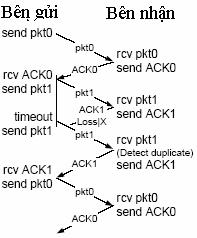 Bên gửi Bên nhận
send pkt0
pkt0
rcv pkt0
ACK0
send ACK0
rcv ACK0
send pkt1
pkt1
rcv pkt1
ACK1
send ACK1
Loss|X
timeout
send pkt1
pkt1
rcv pkt1
(Detect duplicate)
ACK1
send ACK1
rcv ACK1
send pkt0
pkt0
rcv pkt0
ACK0
send ACK0